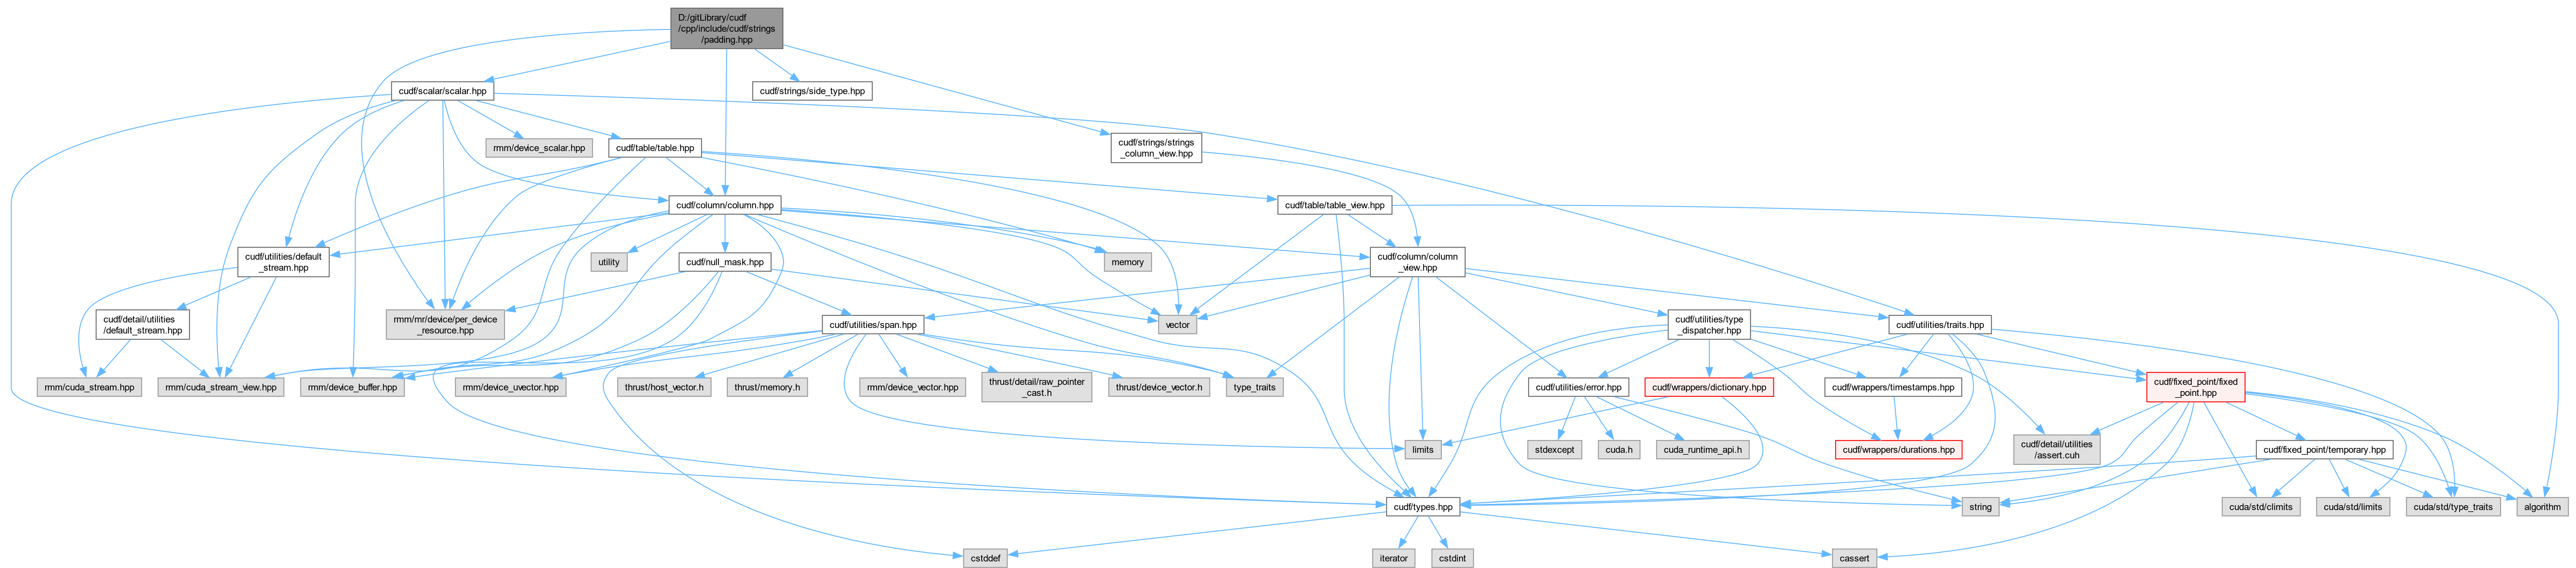 D:/gitLibrary/cudf
/cpp/include/cudf/strings
/padding.hpp
cudf/scalar/scalar.hpp
cudf/strings/side_type.hpp
rmm/device_scalar.hpp
cudf/table/table.hpp
cudf/strings/strings
_column_view.hpp
cudf/column/column.hpp
cudf/table/table_view.hpp
cudf/utilities/default
_stream.hpp
utility
cudf/null_mask.hpp
memory
cudf/column/column
_view.hpp
cudf/detail/utilities
/default_stream.hpp
rmm/mr/device/per_device
_resource.hpp
cudf/utilities/span.hpp
vector
cudf/utilities/type
_dispatcher.hpp
cudf/utilities/traits.hpp
rmm/cuda_stream.hpp
rmm/cuda_stream_view.hpp
rmm/device_buffer.hpp
rmm/device_uvector.hpp
thrust/host_vector.h
thrust/memory.h
rmm/device_vector.hpp
thrust/detail/raw_pointer
_cast.h
thrust/device_vector.h
type_traits
cudf/utilities/error.hpp
cudf/wrappers/dictionary.hpp
cudf/wrappers/timestamps.hpp
cudf/fixed_point/fixed
_point.hpp
limits
stdexcept
cuda.h
cuda_runtime_api.h
cudf/wrappers/durations.hpp
cudf/detail/utilities
/assert.cuh
cudf/fixed_point/temporary.hpp
cudf/types.hpp
string
cuda/std/climits
cuda/std/limits
cuda/std/type_traits
algorithm
cstddef
iterator
cstdint
cassert